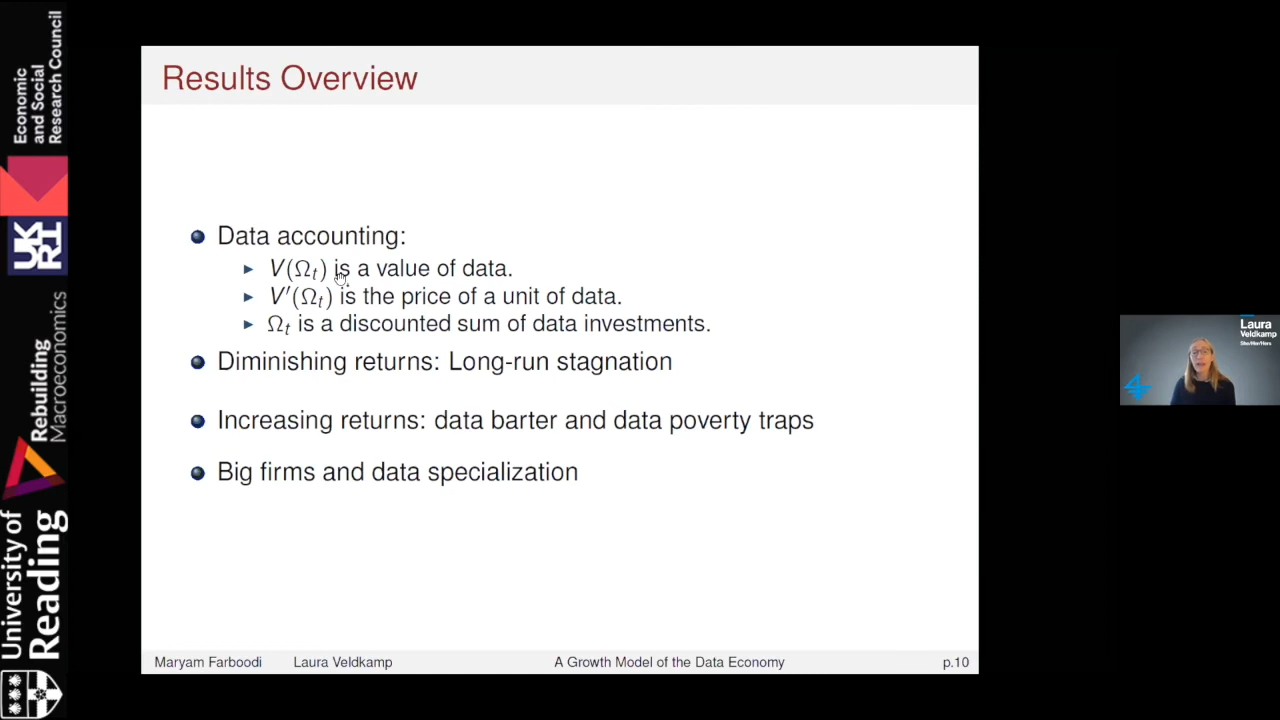 Economic
and Social
Research Council
UKRI
Rebuilding
Macroeconomics
University of
Reading
Results Overview
Data accounting:
V(Ωt) is a value of data.
V′(Ωt) is the price of a unit of data.
Ωt is a discounted sum of data investments.
Diminishing returns: Long-run stagnation
Increasing returns: data barter and data poverty traps
Big firms and data specialization
Maryam Farboodi Laura Veldkamp A Growth Model of the Data Economy p.10
Laura
Veldkamp
She/Her/Hers